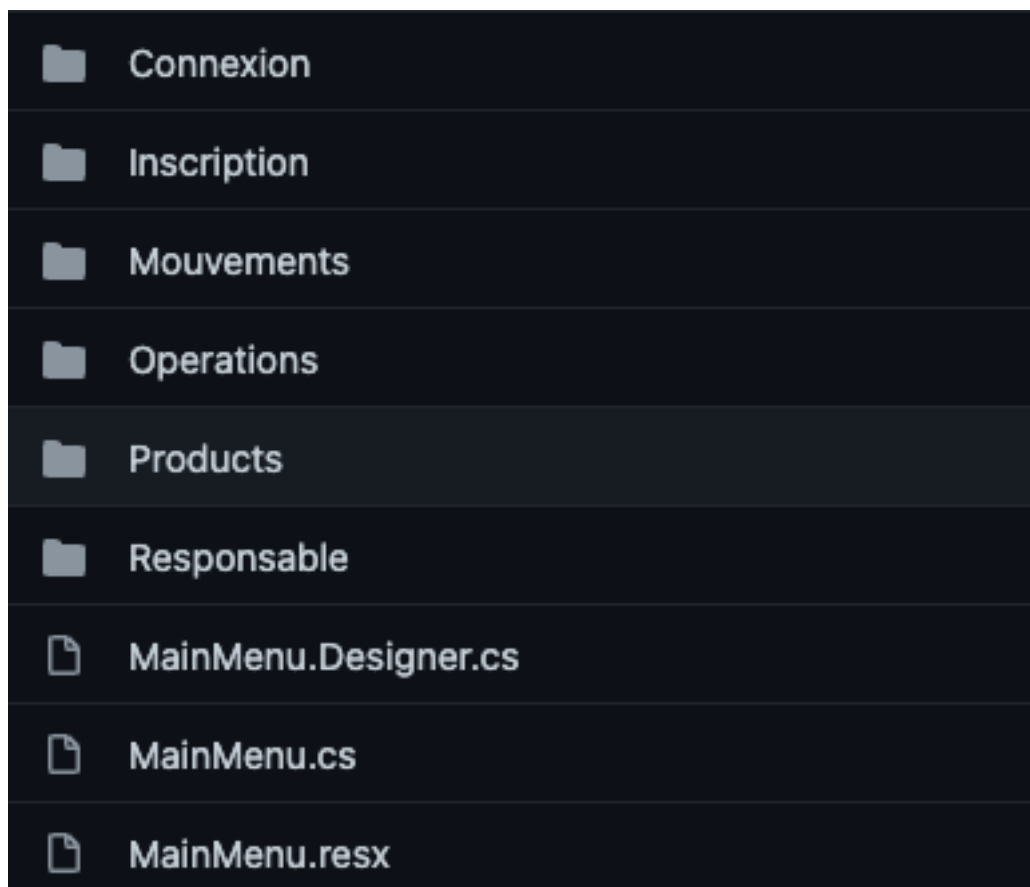 Connexion
Inscription
Mouvements
Operations
Products
Responsable
MainMenu.Designer.cs
MainMenu.cs
MainMenu.resx